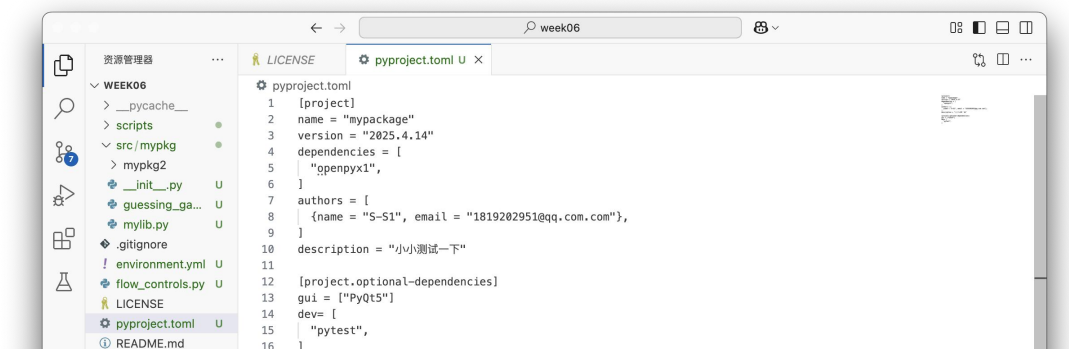 week06
资源管理器
LICENSE
pyproject.toml U
WEEK06
pyproject.toml
__pycache__
scripts
src/mypkg
mypkg2
__init__.py U
guessing_ga... U
mylib.py U
.gitignore
environment.yml U
flow_controls.py U
LICENSE
pyproject.toml U
README.md
7
1 [project]
2 name = "mypackage"
3 version = "2025.4.14"
4 dependencies = [
5 "openpyx1",
6 ]
7 authors = [
8 {name = "S-S1", email = "1819202951@qq.com.com"},
9 ]
10 description = "小小测试一下"
11
12 [project.optional-dependencies]
13 gui = ["PyQt5"]
14 dev= [
15 "pytest",
16 ]